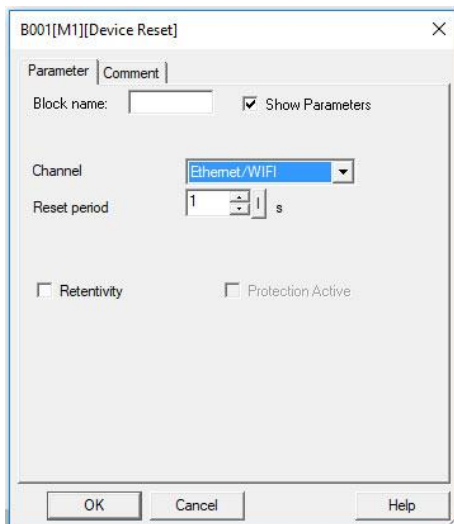 B001[M1][Device Reset]
Parameter Comment
Block name: Show Parameters
Channel Ethernet/WIFI
Reset period 1 I s
Retentivity Protection Active
OK Cancel Help